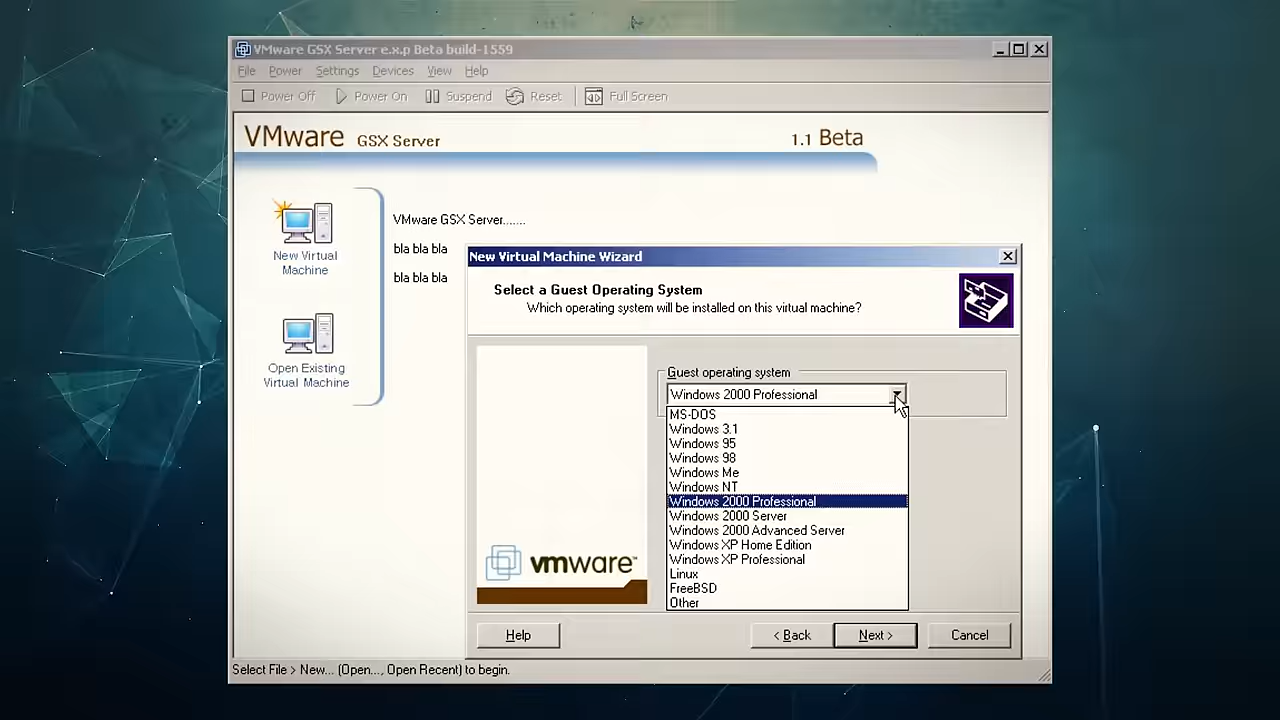 VMware GSX Server e.x.p Beta build-1559
File Power Settings Devices View Help
Power Off Power On Suspend Reset Full Screen
VMware GSX Server 1.1 Beta
New Virtual
Machine
Open Existing
Virtual Machine
VMware GSX Server.......
bla bla bla
bla bla bla
New Virtual Machine Wizard
Select a Guest Operating System
Which operating system will be installed on this virtual machine?
vmware™
Guest operating system
Windows 2000 Professional
MS-DOS
Windows 3.1
Windows 95
Windows 98
Windows Me
Windows NT
Windows 2000 Professional
Windows 2000 Server
Windows 2000 Advanced Server
Windows XP Home Edition
Windows XP Professional
Linux
FreeBSD
Other
Help < Back Next > Cancel
Select File > New... (Open..., Open Recent) to begin.